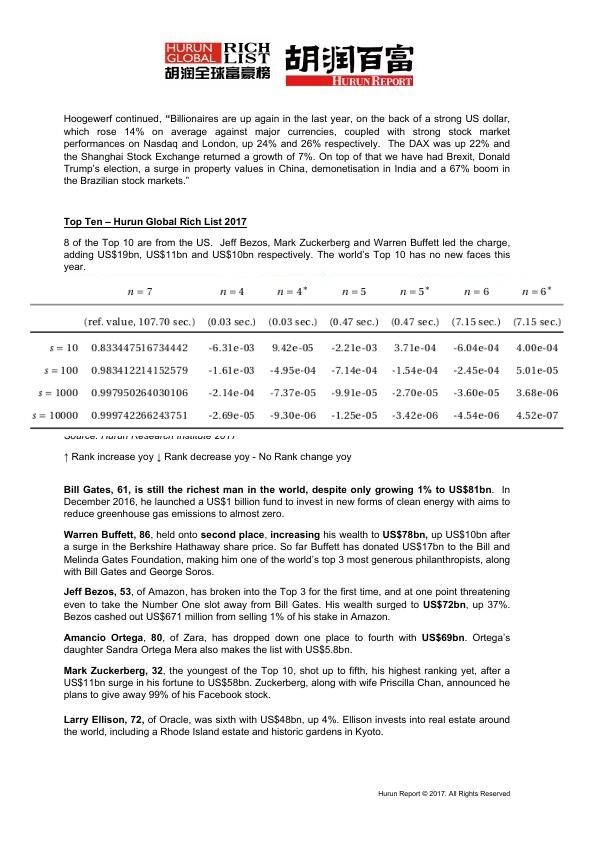 HURUN GLOBAL RICH LIST
胡润全球富豪榜
胡润百富
HURUN REPORT
Hoogewerf continued, “Billionaires are up again in the last year, on the back of a strong US dollar,
which rose 14% on average against major currencies, coupled with strong stock market
performances on Nasdaq and London, up 24% and 26% respectively. The DAX was up 22% and
the Shanghai Stock Exchange returned a growth of 7%. On top of that we have had Brexit, Donald
Trump’s election, a surge in property values in China, demonetisation in India and a 67% boom in
the Brazilian stock markets.”
Top Ten – Hurun Global Rich List 2017
8 of the Top 10 are from the US. Jeff Bezos, Mark Zuckerberg and Warren Buffett led the charge,
adding US$19bn, US$11bn and US$10bn respectively. The world’s Top 10 has no new faces this
year.
n = 7 n = 4 n = 4* n = 5 n = 5* n = 6 n = 6*
(ref. value, 107.70 sec.) (0.03 sec.) (0.03 sec.) (0.47 sec.) (0.47 sec.) (7.15 sec.) (7.15 sec.)
s = 10 0.833447516734442 -6.31e-03 9.42e-05 -2.21e-03 3.71e-04 -6.04e-04 4.00e-04
s = 100 0.983412214152579 -1.61e-03 -4.95e-04 -7.14e-04 -1.54e-04 -2.45e-04 5.01e-05
s = 1000 0.997950264030106 -2.14e-04 -7.37e-05 -9.91e-05 -2.70e-05 -3.60e-05 3.68e-06
s = 10000 0.999742266243751 -2.69e-05 -9.30e-06 -1.25e-05 -3.42e-06 -4.54e-06 4.52e-07
Source: Hurun Research Institute 2017
↑ Rank increase yoy ↓ Rank decrease yoy - No Rank change yoy
Bill Gates, 61, is still the richest man in the world, despite only growing 1% to US$81bn. In
December 2016, he launched a US$1 billion fund to invest in new forms of clean energy with aims to
reduce greenhouse gas emissions to almost zero.
Warren Buffett, 86, held onto second place, increasing his wealth to US$78bn, up US$10bn after
a surge in the Berkshire Hathaway share price. So far Buffett has donated US$17bn to the Bill and
Melinda Gates Foundation, making him one of the world’s top 3 most generous philanthropists, along
with Bill Gates and George Soros.
Jeff Bezos, 53, of Amazon, has broken into the Top 3 for the first time, and at one point threatening
even to take the Number One slot away from Bill Gates. His wealth surged to US$72bn, up 37%.
Bezos cashed out US$671 million from selling 1% of his stake in Amazon.
Amancio Ortega, 80, of Zara, has dropped down one place to fourth with US$69bn. Ortega’s
daughter Sandra Ortega Mera also makes the list with US$5.8bn.
Mark Zuckerberg, 32, the youngest of the Top 10, shot up to fifth, his highest ranking yet, after a
US$11bn surge in his fortune to US$58bn. Zuckerberg, along with wife Priscilla Chan, announced he
plans to give away 99% of his Facebook stock.
Larry Ellison, 72, of Oracle, was sixth with US$48bn, up 4%. Ellison invests into real estate around
the world, including a Rhode Island estate and historic gardens in Kyoto.
Hurun Report © 2017. All Rights Reserved